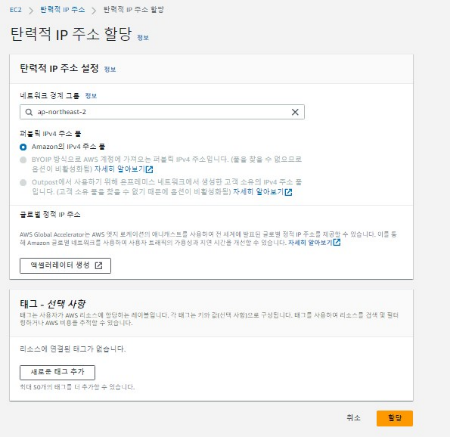 EC2 > 탄력적 IP 주소 > 탄력적 IP 주소 할당
탄력적 IP 주소 할당 정보
탄력적 IP 주소 설정 정보
네트워크 경계 그룹 정보
ap-northeast-2
퍼블릭 IPv4 주소 풀
Amazon의 IPv4 주소 풀
BYOIP 방식으로 AWS 계정에 가져오는 퍼블릭 IPv4 주소입니다. (풀을 찾을 수 없으므로
옵션이 비활성화됨) 자세히 알아보기
Outpost에서 사용하기 위해 온프레미스 네트워크에서 생성한 고객 소유의 IPv4 주소 풀
입니다. (고객 소유 풀을 찾을 수 없기 때문에 옵션이 비활성화됨) 자세히 알아보기
글로벌 정적 IP 주소
AWS Global Accelerator는 AWS 엣지 로케이션의 애니캐스트를 사용하여 전 세계에 발표된 글로벌 정적 IP 주소를 제공할 수 있습니다. 이를 통
해 Amazon 글로벌 네트워크를 사용하여 사용자 트래픽의 가용성과 지연 시간을 개선할 수 있습니다. 자세히 알아보기
액셀러레이터 생성
태그 - 선택 사항
태그는 사용자가 AWS 리소스에 할당하는 레이블입니다. 각 태그는 키와 값(선택 사항)으로 구성됩니다. 태그를 사용하여 리소스를 검색 및 필터
링하거나 AWS 비용을 추적할 수 있습니다.
리소스에 연결된 태그가 없습니다.
새로운 태그 추가
최대 50개의 태그를 더 추가할 수 있습니다.
취소 할당